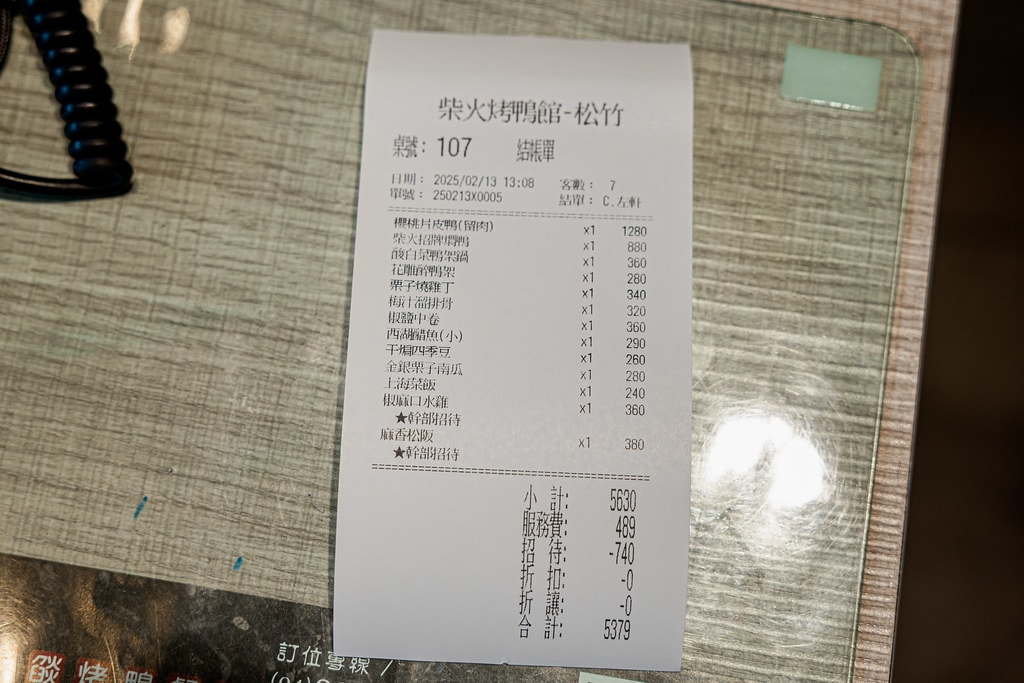 柴火烤鴨館-松竹
桌號: 107 結帳單
日期: 2025/02/13 13:08 客數: 7
單號: 250213X0005 結單: C.左軒
櫻桃片皮鴨(留肉) x1 1280
柴火招牌燜鴨 x1 880
酸白菜鴨架鍋 x1 360
花雕醉鴨架 x1 280
栗子燒雞丁 x1 340
梅汁溜排骨 x1 320
椒鹽中卷 x1 360
西湖醋魚(小) x1 290
干煸四季豆 x1 260
金銀栗子南瓜 x1 280
上海菜飯 x1 240
椒麻口水雞 x1 360
★幹部招待
麻香松阪 x1 380
★幹部招待
小計: 5630
服務費: 489
招待: -740
折扣: -0
折讓: -0
合計: 5379
訂位專線 /
烤鴨